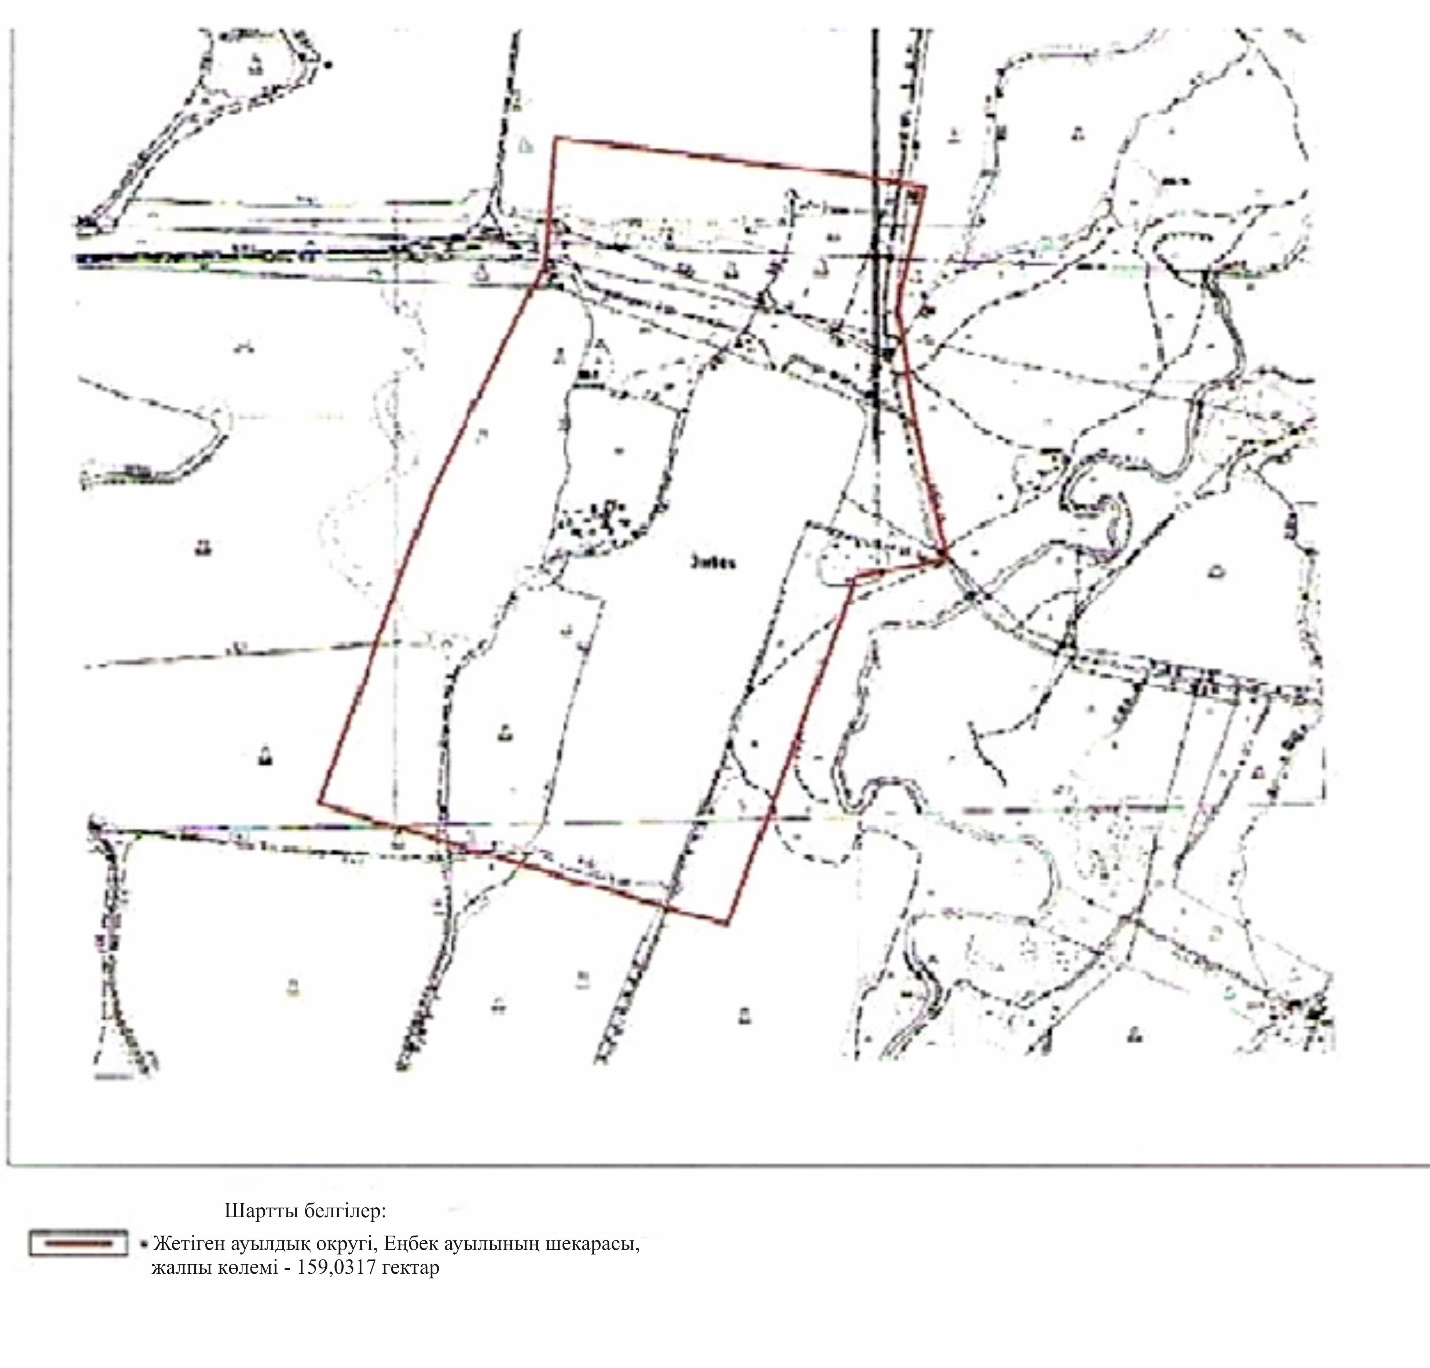 Шартты белгілер:
Жетіген ауылдық округі, Еңбек ауылының шекарасы,
жалпы көлемі - 159,0317 гектар